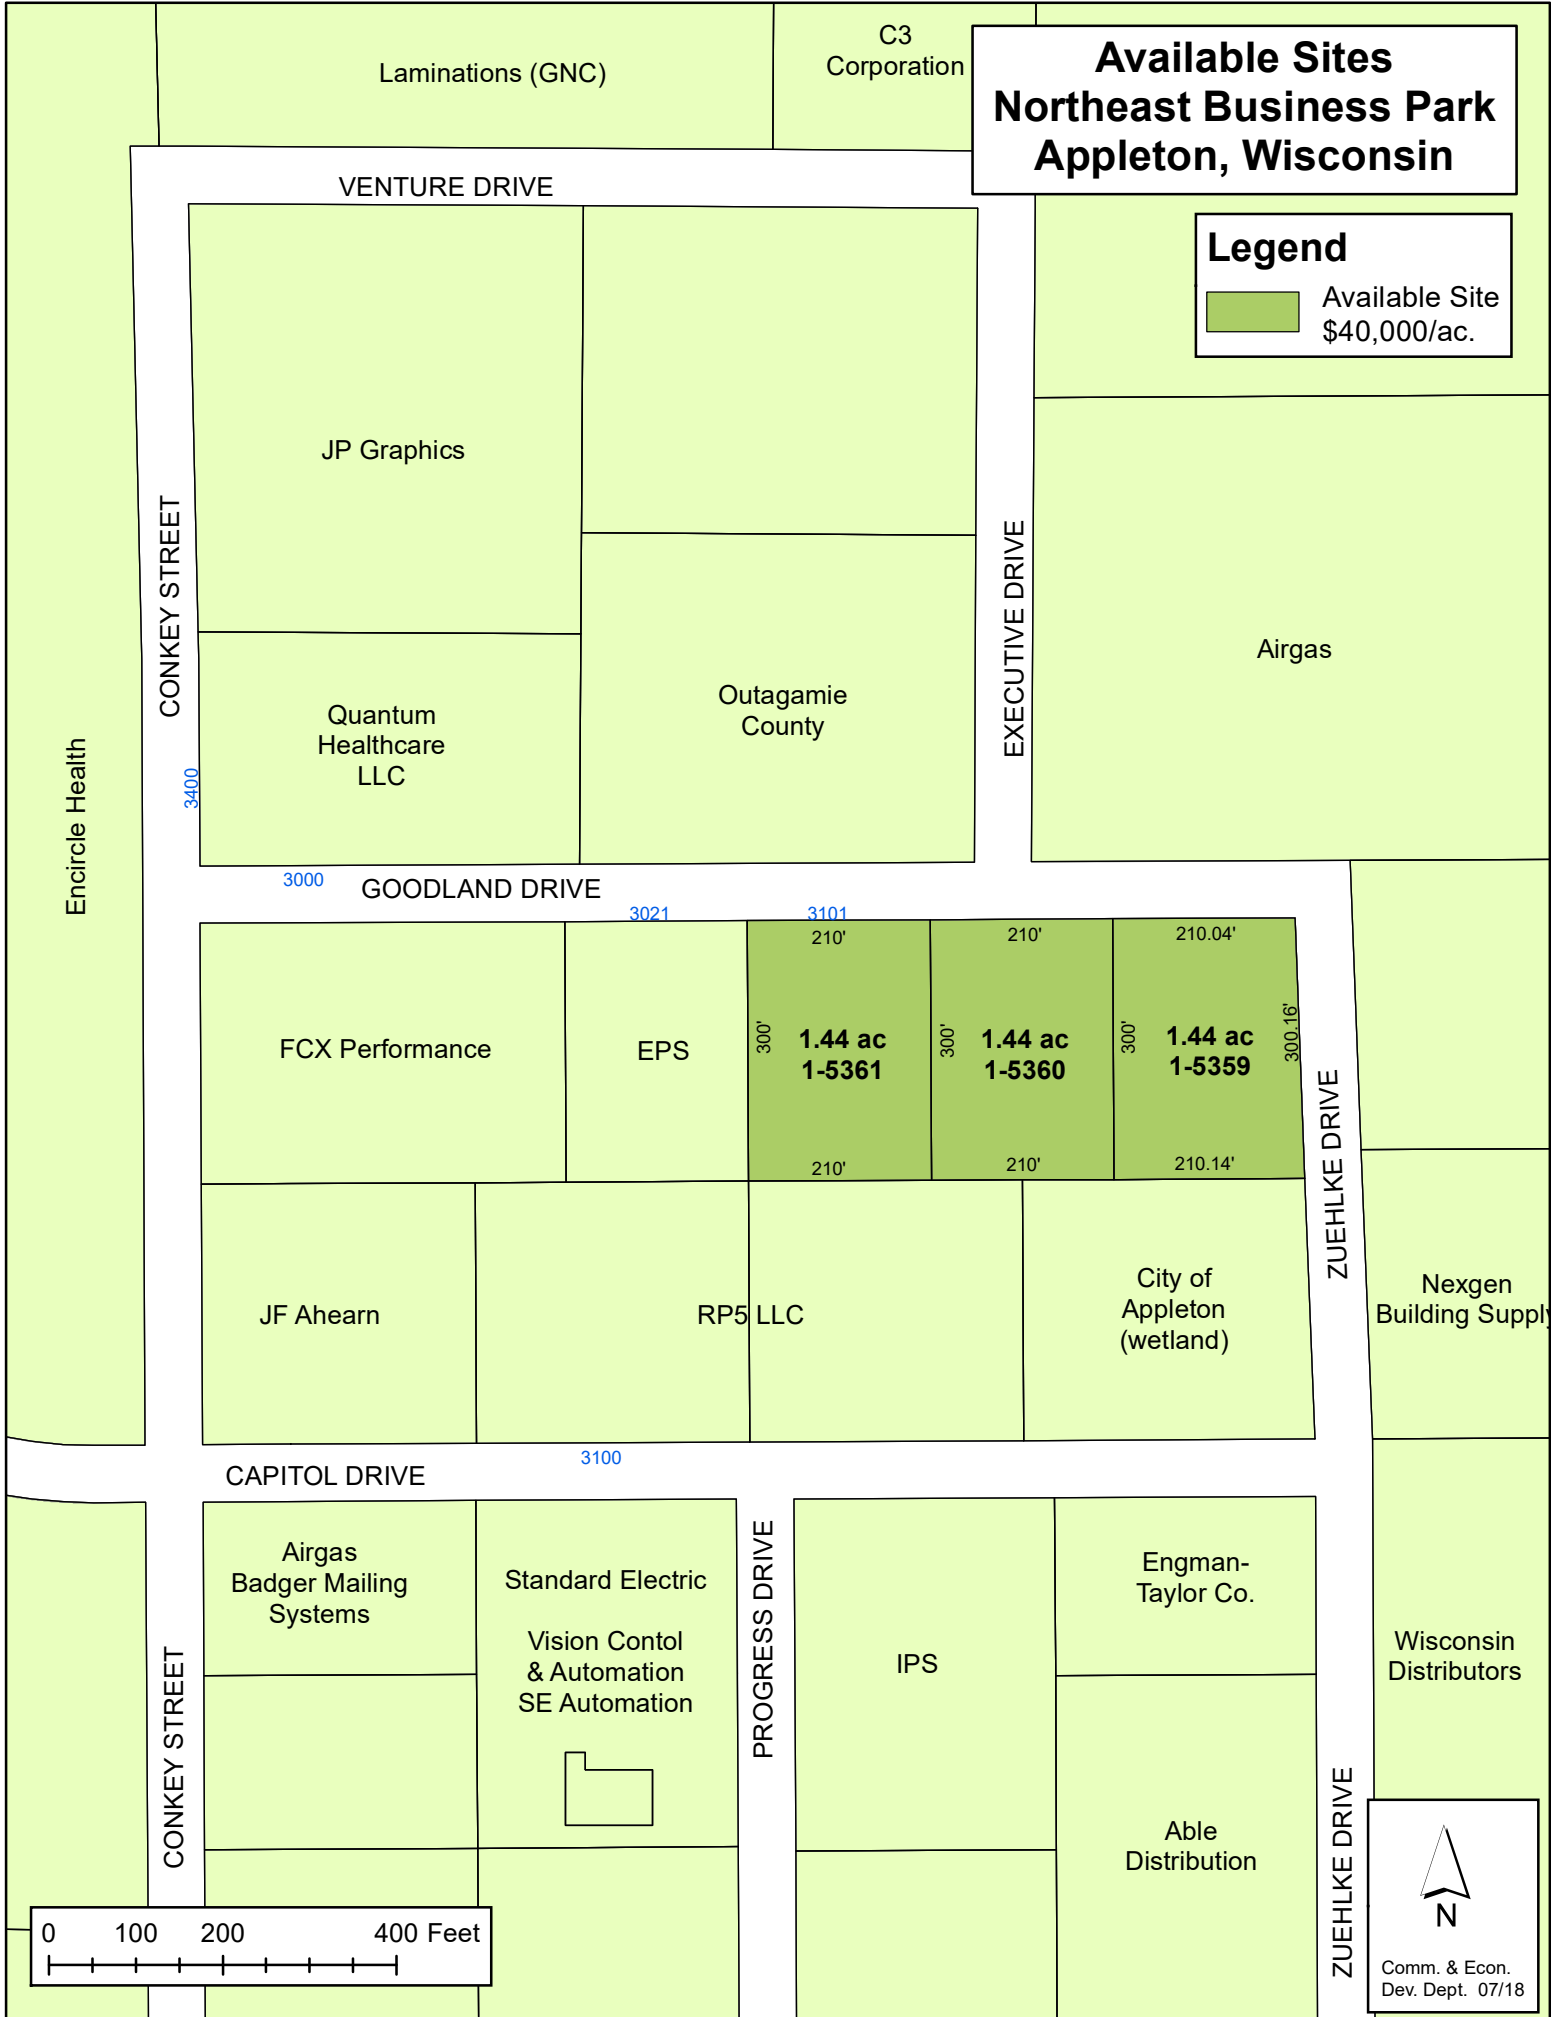 Laminations (GNC)
C3
Corporation
Available Sites
Northeast Business Park
Appleton, Wisconsin
VENTURE DRIVE
Legend
Available Site
$40,000/ac.
JP Graphics
CONKEY STREET
EXECUTIVE DRIVE
Airgas
Quantum
Healthcare
LLC
Outagamie
County
3400
Encircle Health
3000
GOODLAND DRIVE
3021
3101
210'
210'
210.04'
FCX Performance
EPS
300'
1.44 ac
1-5361
300'
1.44 ac
1-5360
300'
1.44 ac
1-5359
300.16'
210'
210'
210.14'
ZUEHLKE DRIVE
JF Ahearn
RP5 LLC
City of
Appleton
(wetland)
Nexgen
Building Supply
3100
CAPITOL DRIVE
Airgas
Badger Mailing
Systems
Standard Electric
Vision Contol
& Automation
SE Automation
PROGRESS DRIVE
IPS
Engman-
Taylor Co.
Wisconsin
Distributors
CONKEY STREET
Able
Distribution
ZUEHLKE DRIVE
N
Comm. & Econ.
Dev. Dept. 07/18
0 100 200 400 Feet